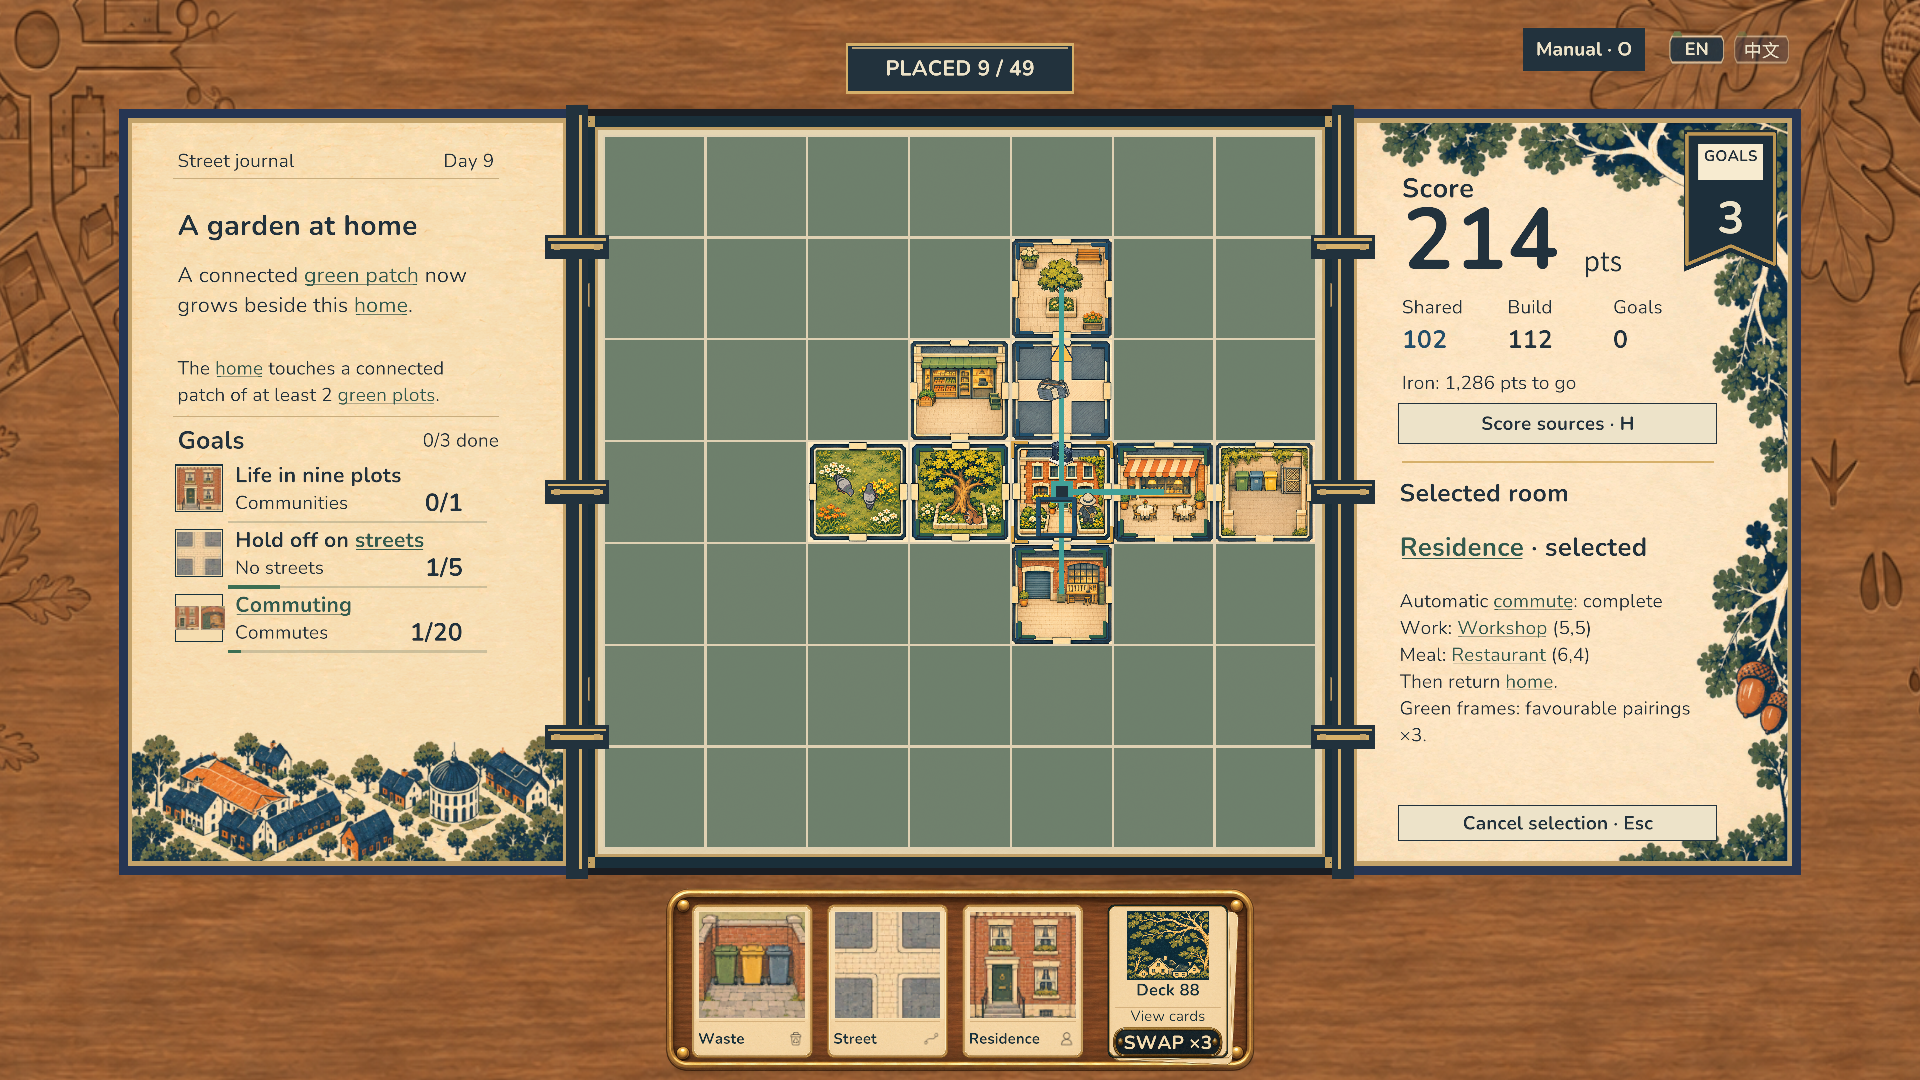 PLACED 9 / 49
Manual · O
EN
中文
Street journal
Day 9
A garden at home
A connected green patch now
grows beside this home.
The home touches a connected
patch of at least 2 green plots.
Goals
0/3 done
Life in nine plots
Communities
0/1
Hold off on streets
No streets
1/5
Commuting
Commutes
1/20
GOALS
3
Score
214 pts
Shared
Build
Goals
102
112
0
Iron: 1,286 pts to go
Score sources · H
Selected room
Residence · selected
Automatic commute: complete
Work: Workshop (5,5)
Meal: Restaurant (6,4)
Then return home.
Green frames: favourable pairings
×3.
Cancel selection · Esc
Waste
Street
Residence
Deck 88
View cards
SWAP ×3